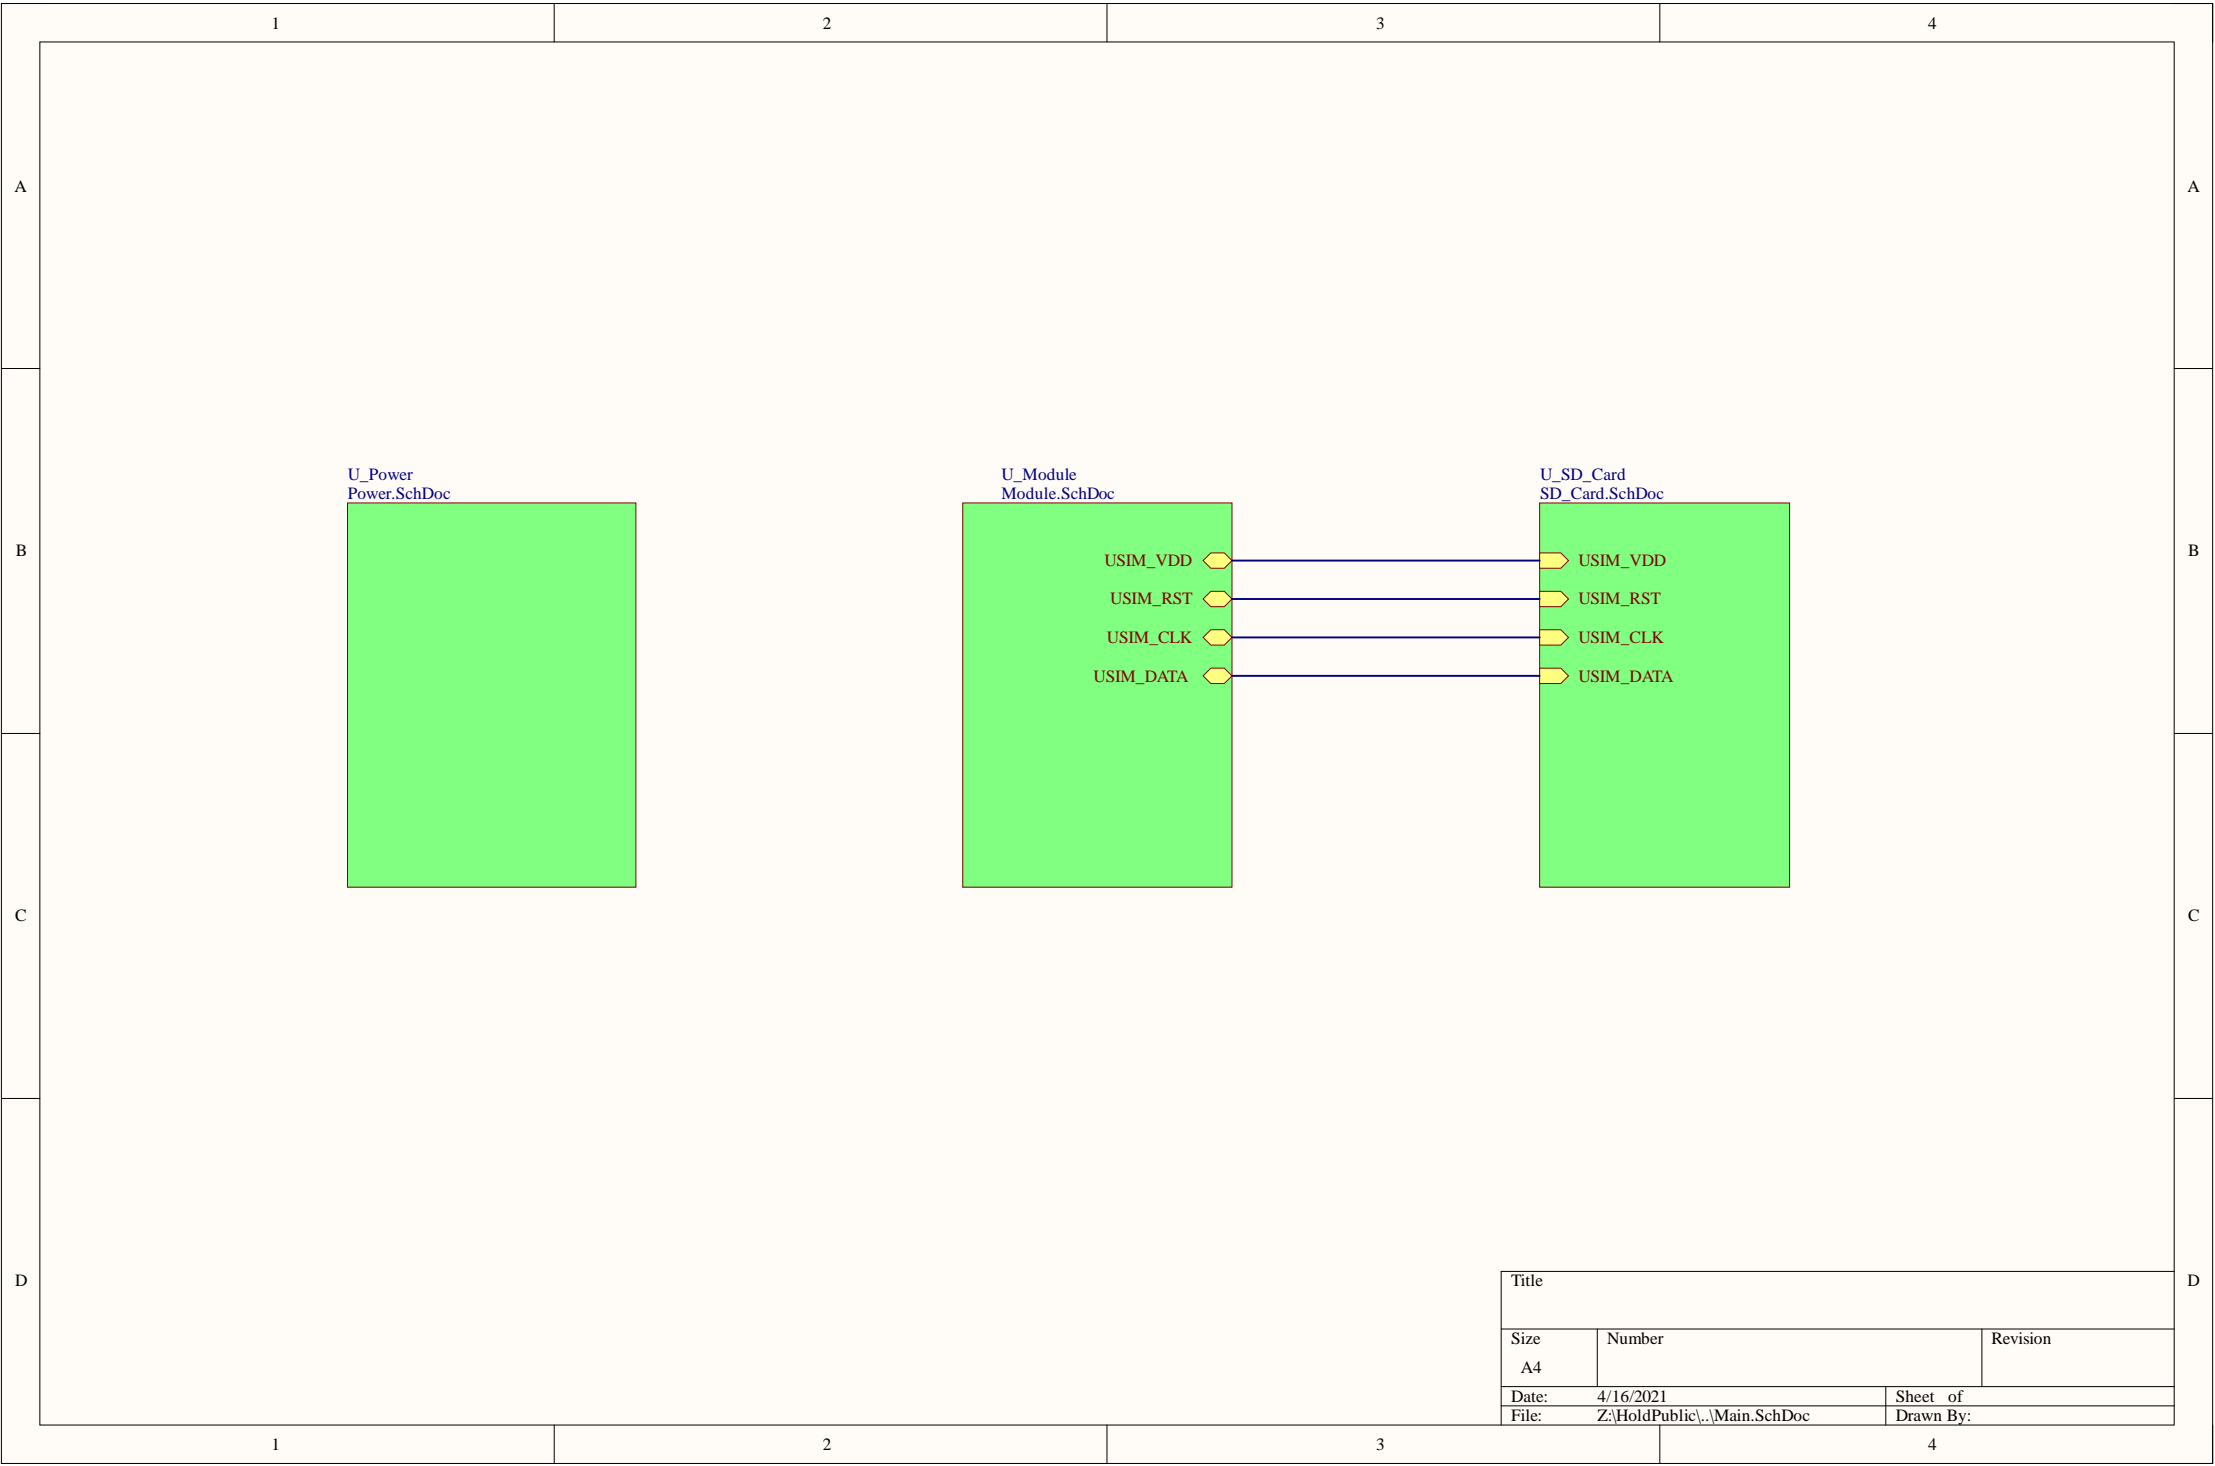 1 2 3 4
A A
U_Power
Power.SchDoc
U_Module
Module.SchDoc
U_SD_Card
SD_Card.SchDoc
B B
USIM_VDD USIM_VDD
USIM_RST USIM_RST
USIM_CLK USIM_CLK
USIM_DATA USIM_DATA
C C
D D
Title
Size Number Revision
A4
Date: 4/16/2021 Sheet of
File: Z:\HoldPublic\..\Main.SchDoc Drawn By:
1 2 3 4